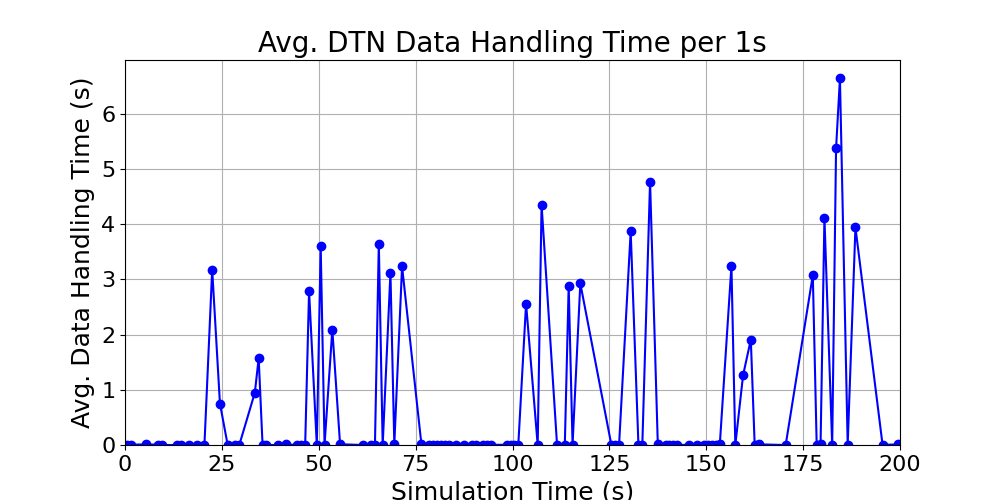 Avg. DTN Data Handling Time per 1s
Avg. Data Handling Time (s)
6
5
4
3
2
1
0
0 25 50 75 100 125 150 175 200
Simulation Time (s)